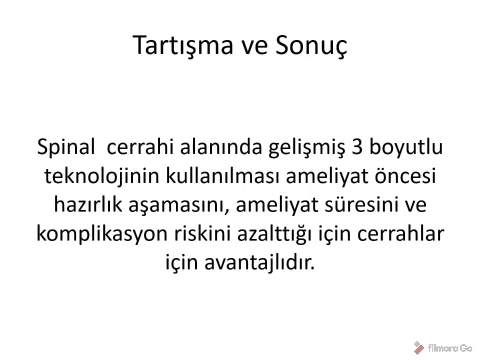 Tartışma ve Sonuç
Spinal  cerrahi alanında gelişmiş 3 boyutlu
teknolojinin kullanılması ameliyat öncesi
hazırlık aşamasını, ameliyat süresini ve
komplikasyon riskini azalttığı için cerrahlar
için avantajlıdır.
filmora Go